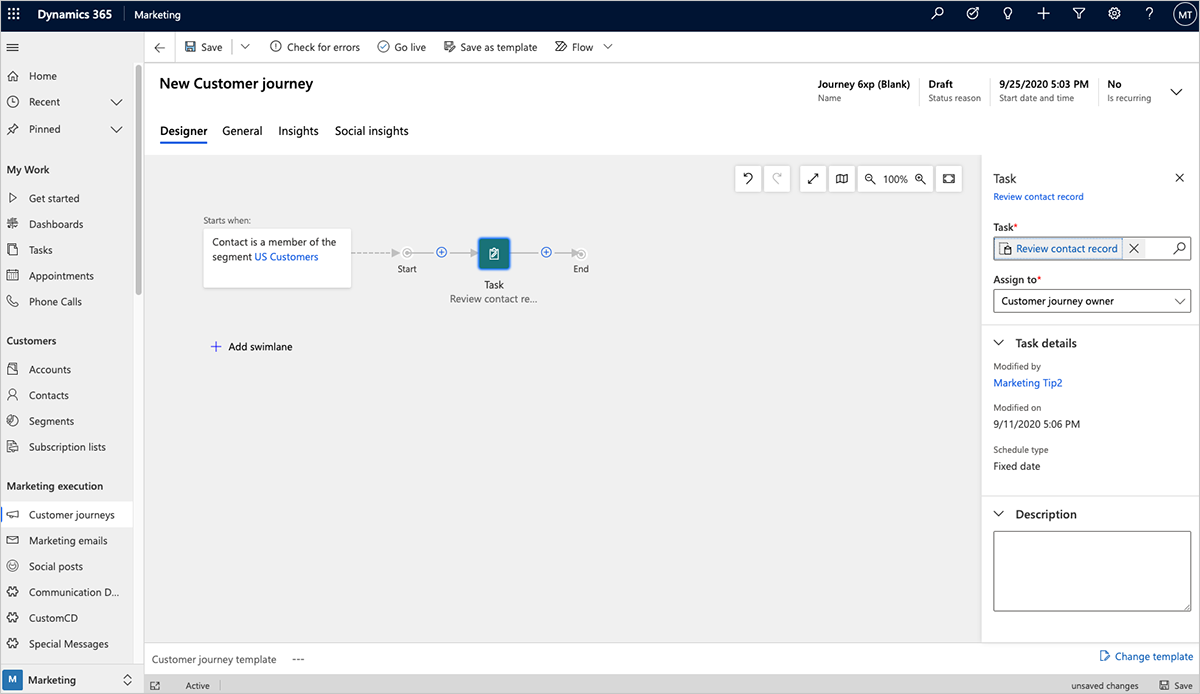 Dynamics 365
Marketing
MT
Save
Check for errors
Go live
Save as template
Flow
Home
Recent
Pinned
My Work
Get started
Dashboards
Tasks
Appointments
Phone Calls
Customers
Accounts
Contacts
Segments
Subscription lists
Marketing execution
Customer journeys
Marketing emails
Social posts
Communication D...
CustomCD
Special Messages
M Marketing
New Customer journey
Journey 6xp (Blank)
Name
Draft
Status reason
9/25/2020 5:03 PM
Start date and time
No
Is recurring
Designer
General
Insights
Social insights
100%
Starts when:
Contact is a member of the
segment US Customers
Start
Task
Review contact re...
End
Add swimlane
Task
Review contact record
Task*
Review contact record
Assign to*
Customer journey owner
Task details
Modified by
Marketing Tip2
Modified on
9/11/2020 5:06 PM
Schedule type
Fixed date
Description
Customer journey template ---
Change template
Active
unsaved changes
Save